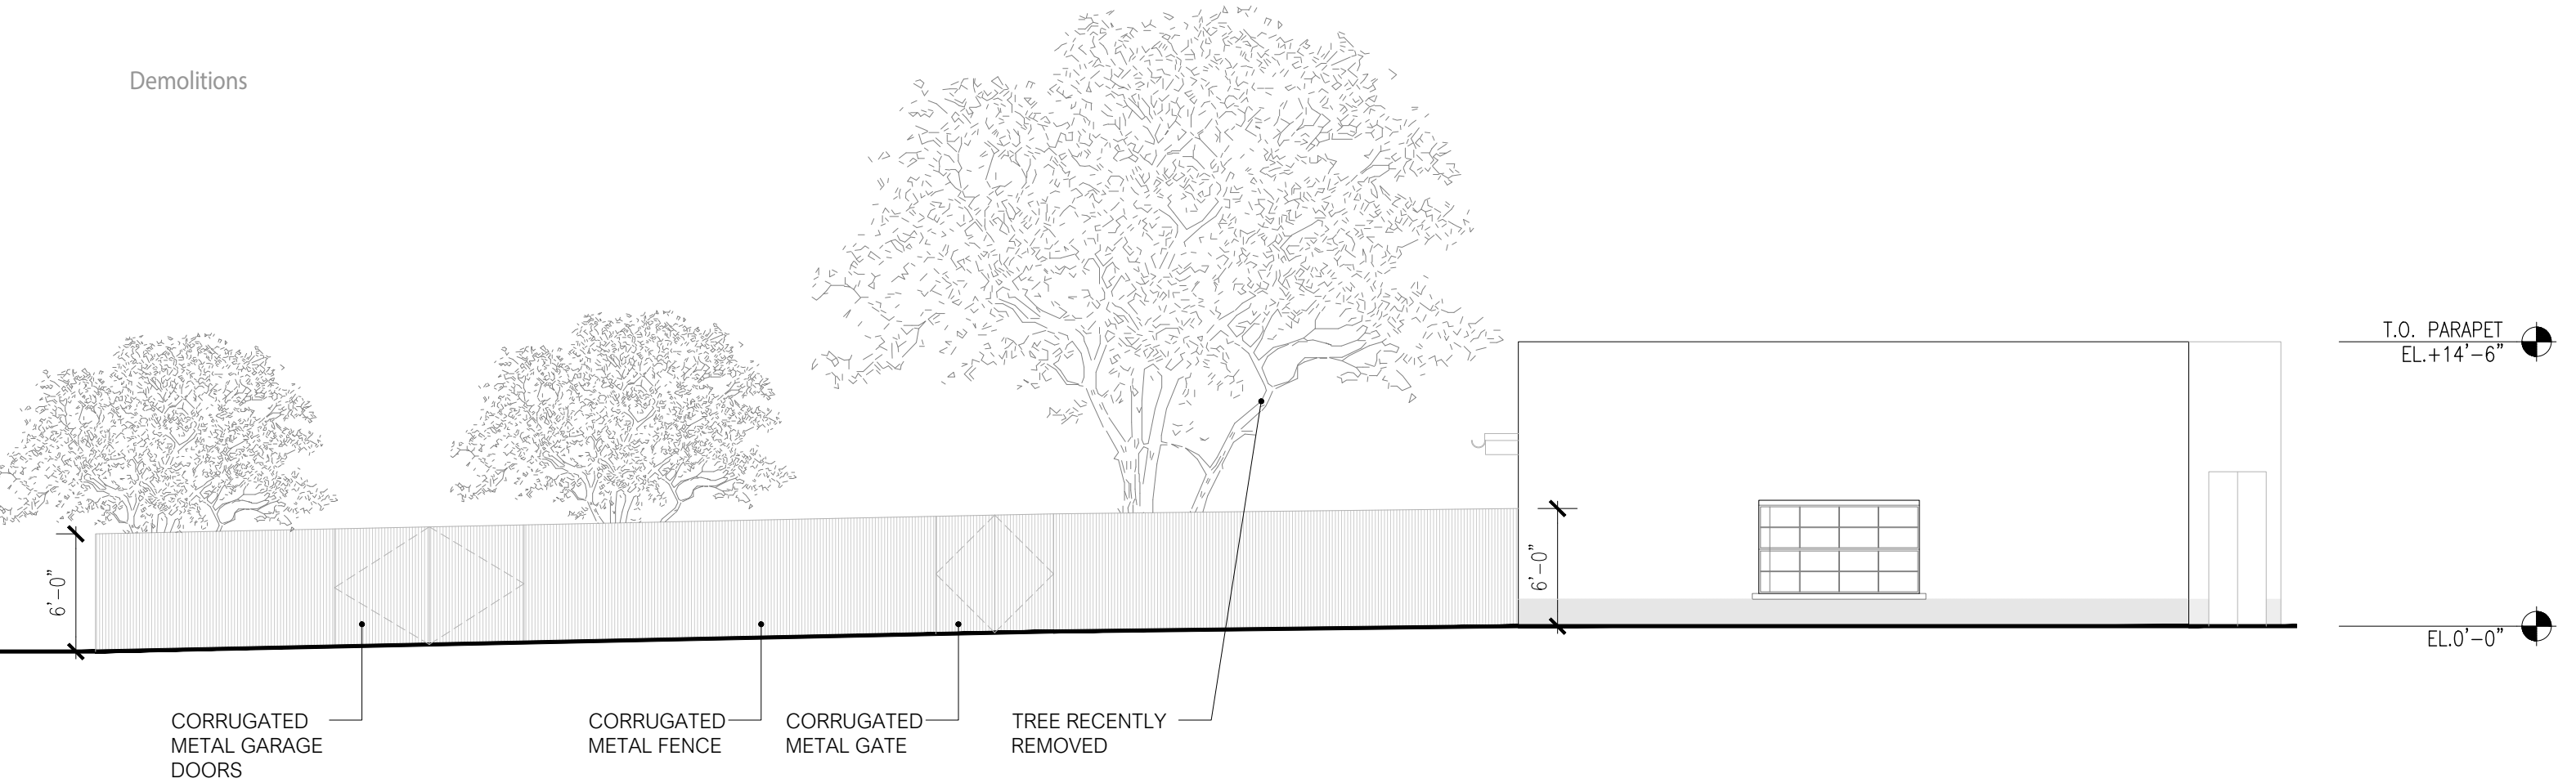 Demolitions
T.O. PARAPET
EL.+14'-6"
6'-0"
6'-0"
EL.0'-0"
CORRUGATED
METAL GARAGE
DOORS
CORRUGATED
METAL FENCE
CORRUGATED
METAL GATE
TREE RECENTLY
REMOVED